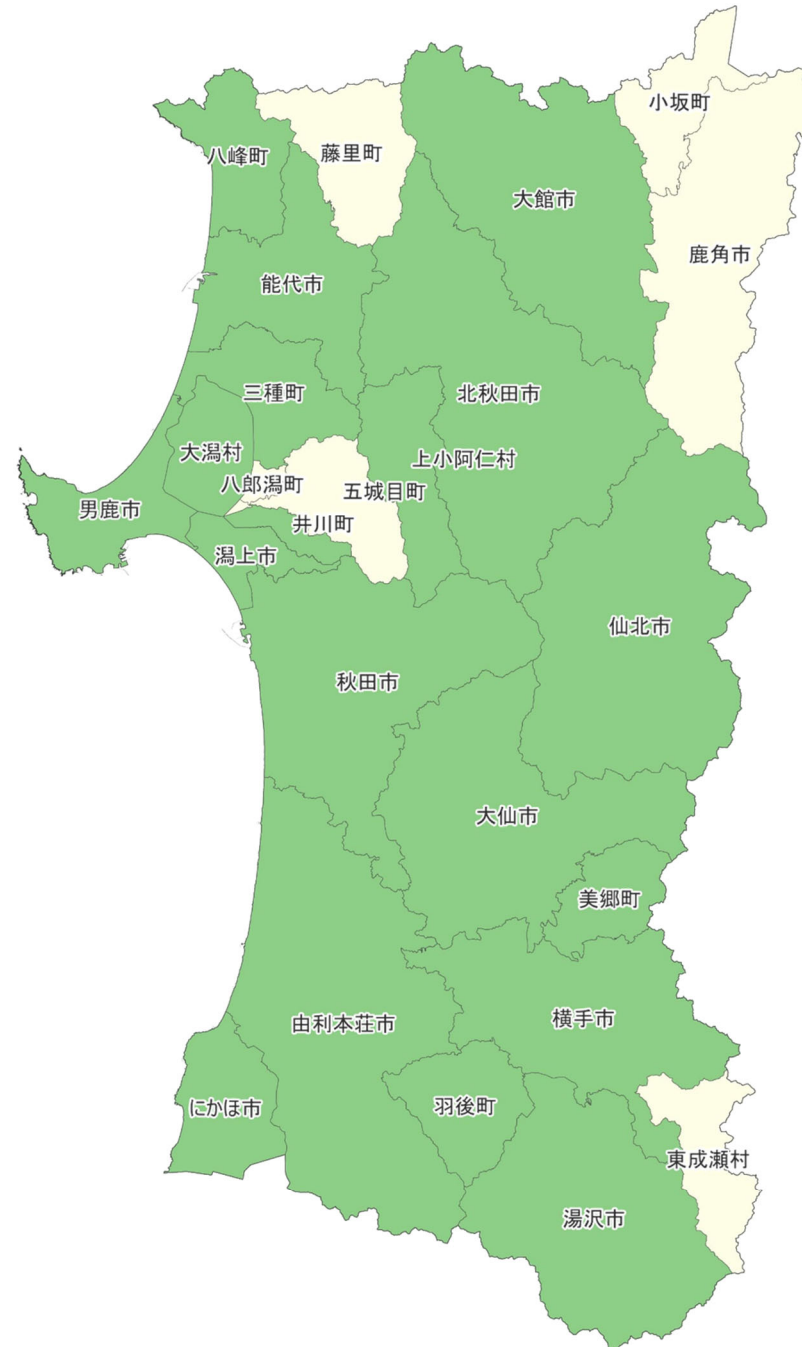 小坂町
八峰町
藤里町
大館市
鹿角市
能代市
三種町
北秋田市
大潟村
上小阿仁村
八郎潟町
五城目町
男鹿市
井川町
潟上市
仙北市
秋田市
大仙市
美郷町
由利本荘市
横手市
にかほ市
羽後町
東成瀬村
湯沢市